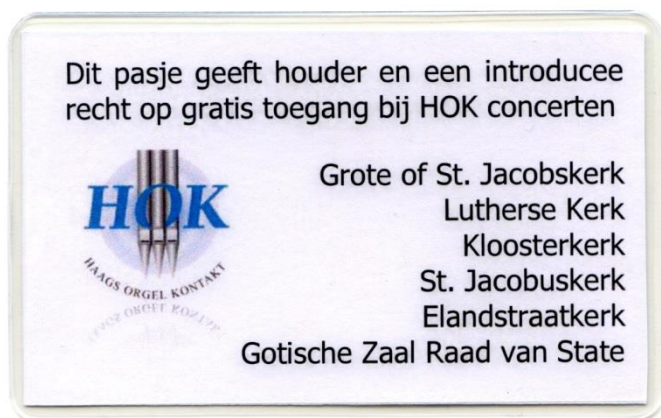 Dit pasje geeft houder en een introducee
recht op gratis toegang bij HOK concerten
HOK
HAAGS ORGEL KONTAKT
Grote of St. Jacobskerk
Lutherse Kerk
Kloosterkerk
St. Jacobuskerk
Elandstraatkerk
Gotische Zaal Raad van State